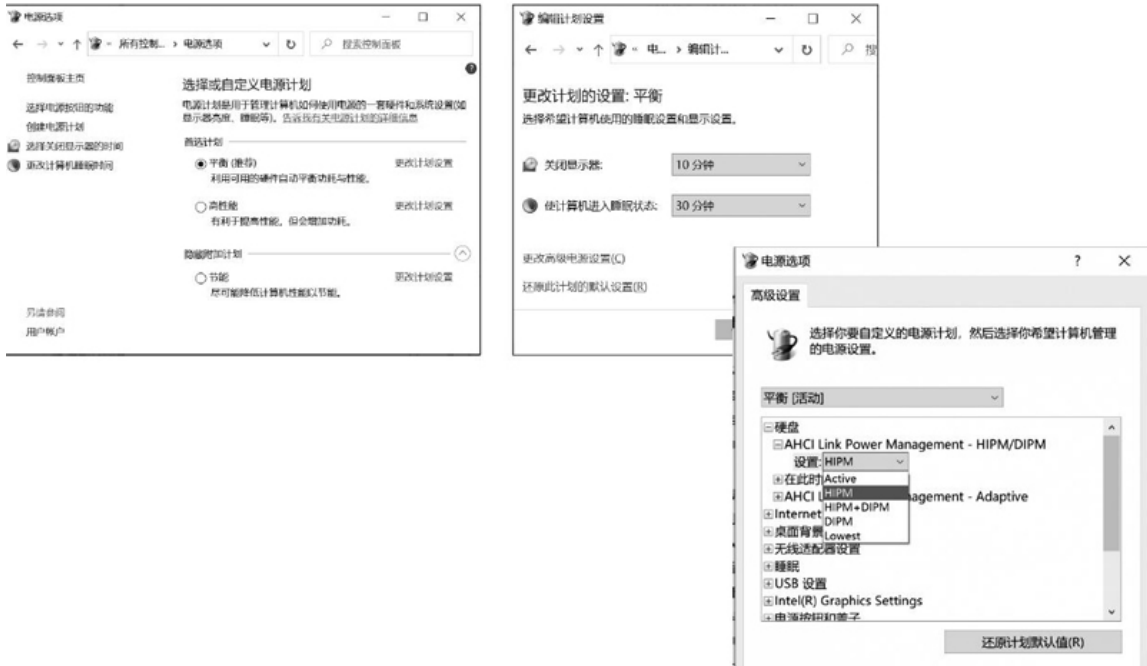 电源选项
所有控制... > 电源选项
搜索控制面板
控制面板主页
选择电源按钮的功能
创建电源计划
选择关闭显示器的时间
更改计算机睡眠时间
另请参阅
用户帐户
选择或自定义电源计划
电源计划是用于管理计算机如何使用电源的一套硬件和系统设置(如
显示器亮度、睡眠等)。告诉我有关电源计划的详细信息
首选计划
平衡 (推荐) 更改计划设置
利用可用的硬件自动平衡功耗与性能。
高性能 更改计划设置
有利于提高性能，但会增加功耗。
隐藏附加计划
节能 更改计划设置
尽可能降低计算机性能以节能。
编辑计划设置
« 电... > 编辑计...
搜
更改计划的设置: 平衡
选择希望计算机使用的睡眠设置和显示设置。
关闭显示器: 10 分钟
使计算机进入睡眠状态: 30 分钟
更改高级电源设置(C)
还原此计划的默认设置(R)
电源选项
高级设置
选择你要自定义的电源计划，然后选择你希望计算机管理
的电源设置。
平衡 [活动]
硬盘
AHCI Link Power Management - HIPM/DIPM
设置: HIPM
在此时 Active
AHCI HIPM agement - Adaptive
Internet HIPM+DIPM
桌面背景 DIPM
Lowest
无线适配器设置
睡眠
USB 设置
Intel(R) Graphics Settings
电源按钮和盖子
还原计划默认值(R)